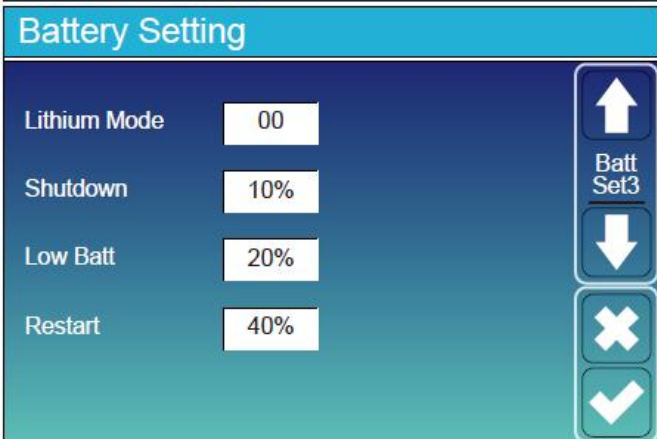 Battery Setting
Lithium Mode 00
Shutdown 10%
Low Batt 20%
Restart 40%
Batt
Set3